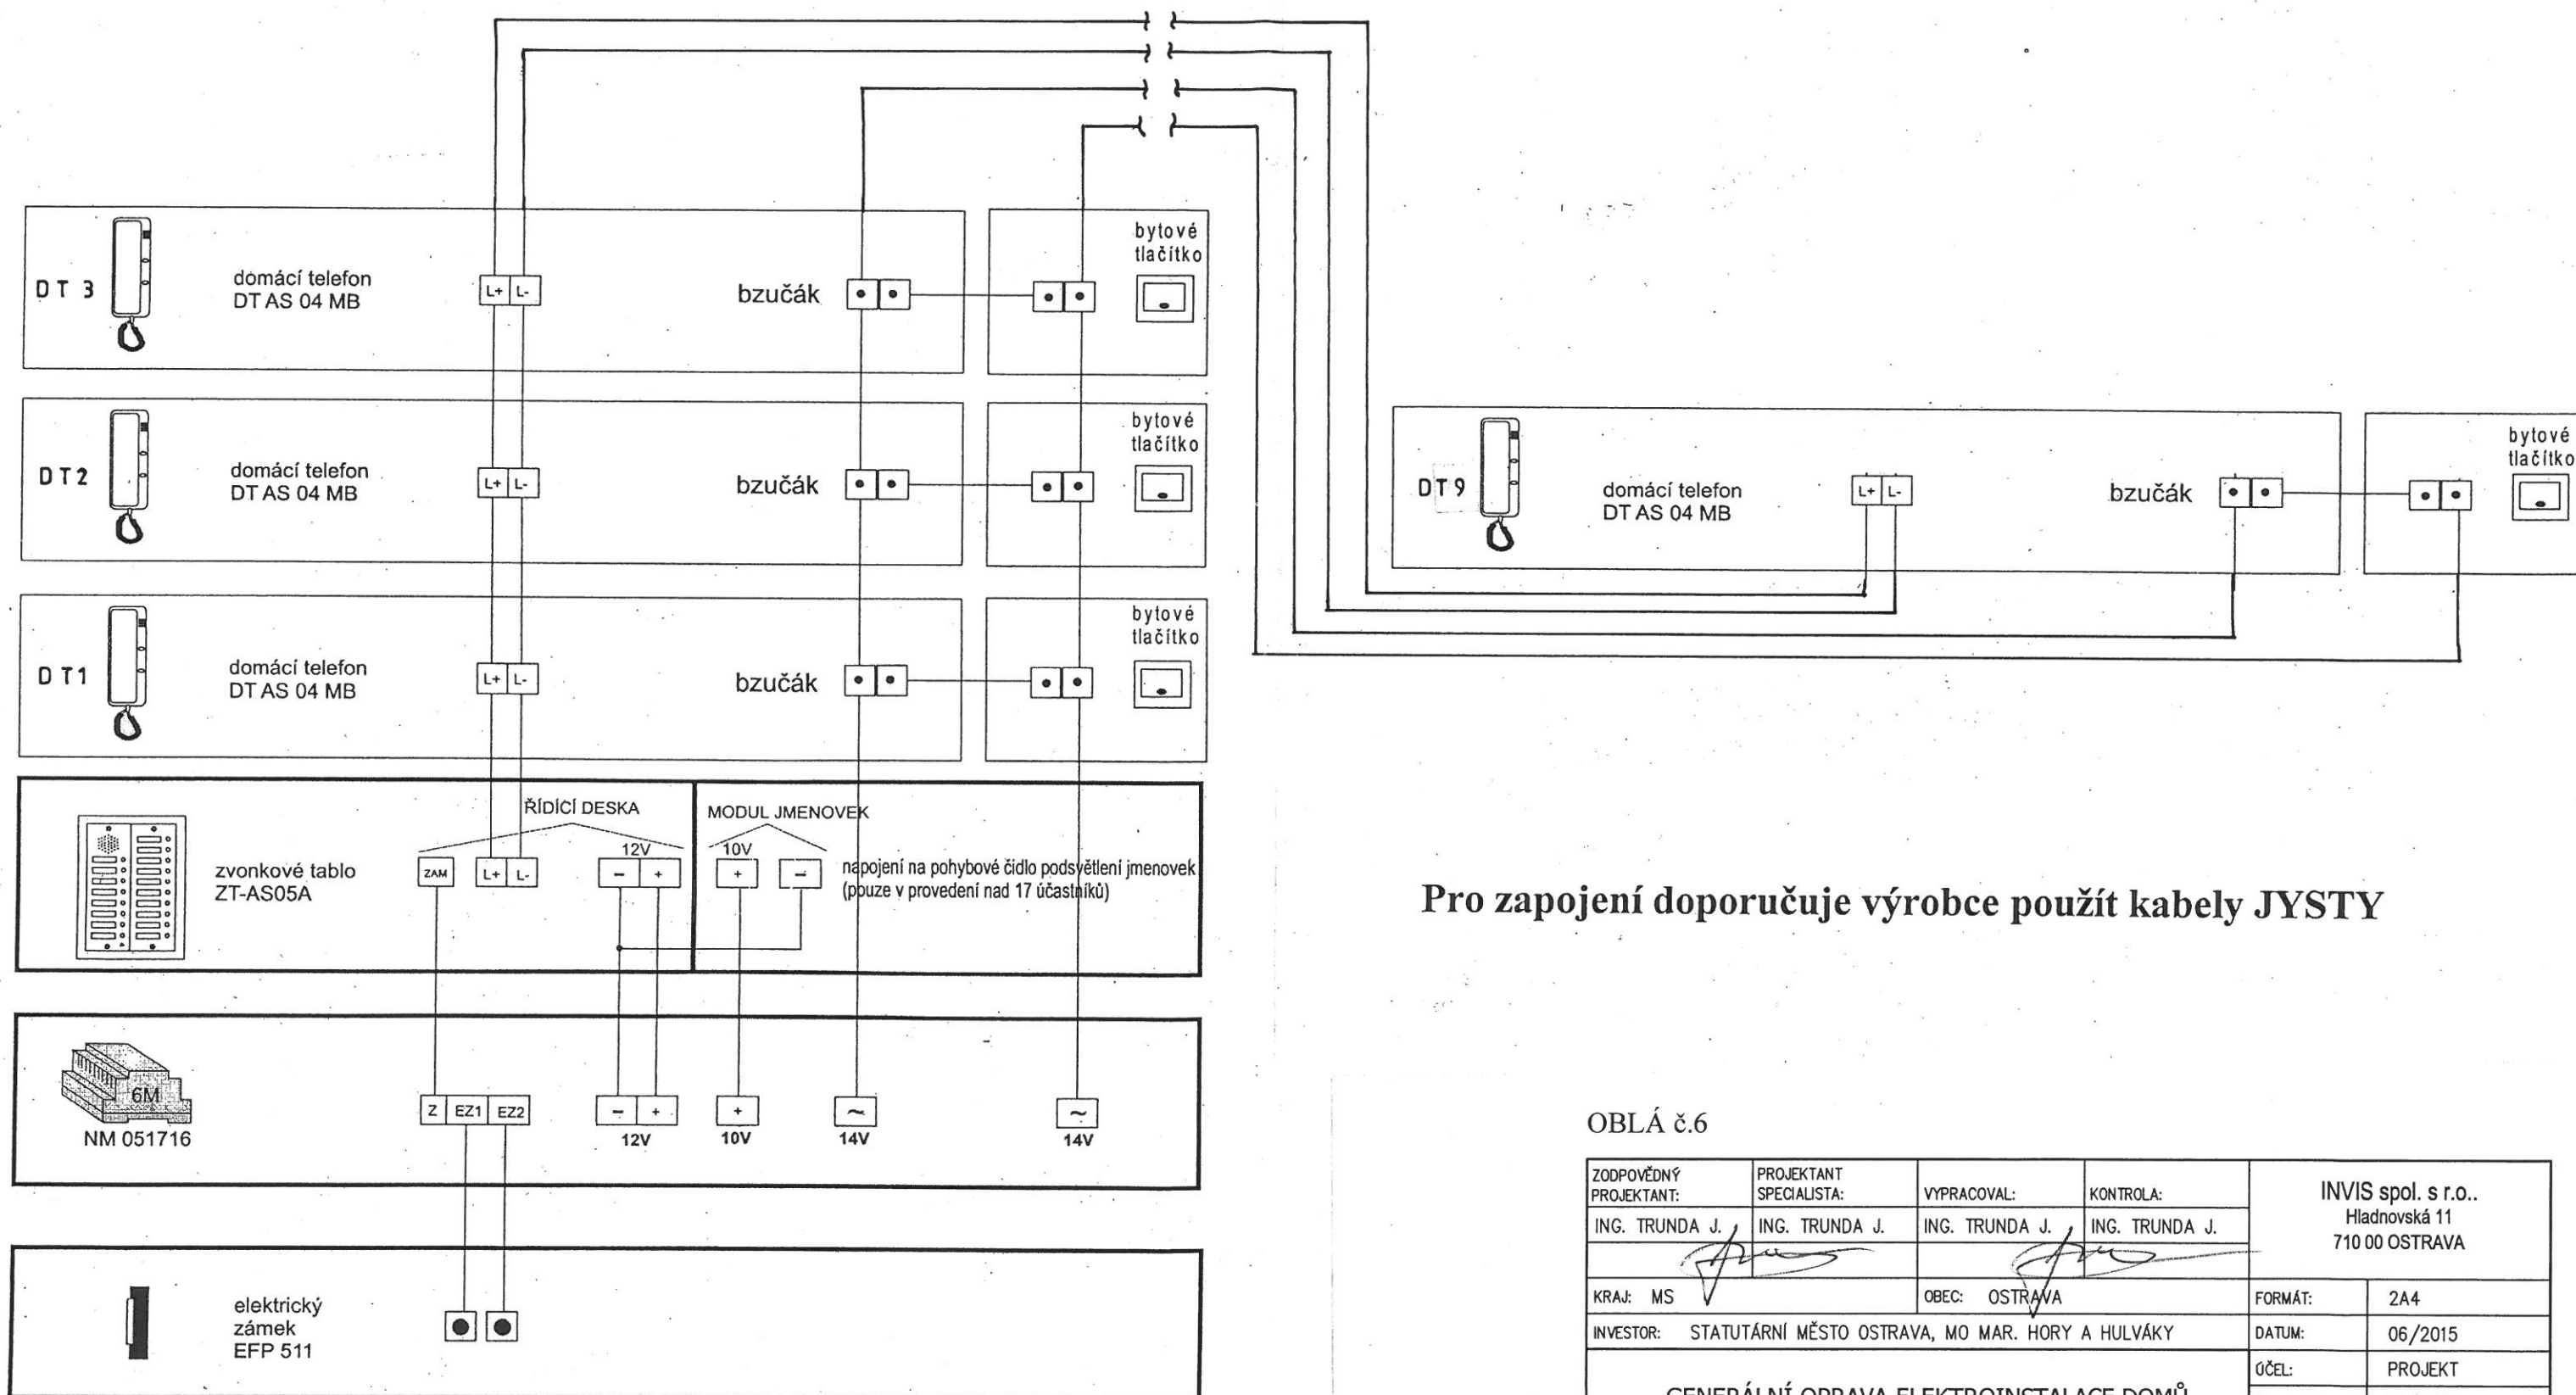 DT 3
domácí telefon
DT AS 04 MB
L+ L-
bzučák
bytové
tlačítko
DT2
domácí telefon
DT AS 04 MB
L+ L-
bzučák
bytové
tlačítko
DT 9
domácí telefon
DT AS 04 MB
L+ L-
bzučák
bytové
tlačítko
DT1
domácí telefon
DT AS 04 MB
L+ L-
bzučák
bytové
tlačítko
ŘÍDÍCÍ DESKA
MODUL JMENOVEK
zvonkové tablo
ZT-AS05A
ZAM
L+ L-
12V
– +
10V
+ –
napojení na pohybové čidlo podsvětlení jmenovek
(pouze v provedení nad 17 účastníků)
Pro zapojení doporučuje výrobce použít kabely JYSTY
6M
NM 051716
Z EZ1 EZ2
– +
12V
+
10V
~
14V
~
14V
elektrický
zámek
EFP 511
OBLÁ č.6
ZODPOVĚDNÝ
PROJEKTANT:
PROJEKTANT
SPECIALISTA:
VYPRACOVAL:
KONTROLA:
ING. TRUNDA J.
ING. TRUNDA J.
ING. TRUNDA J.
ING. TRUNDA J.
INVIS spol. s r.o..
Hladnovská 11
710 00 OSTRAVA
KRAJ: MS
OBEC: OSTRAVA
FORMÁT: 2A4
INVESTOR: STATUTÁRNÍ MĚSTO OSTRAVA, MO MAR. HORY A HULVÁKY
DATUM: 06/2015
ÚČEL: PROJEKT
GENERÁLNÍ OPRAVA ELEKTROINSTALACE DOMŮ